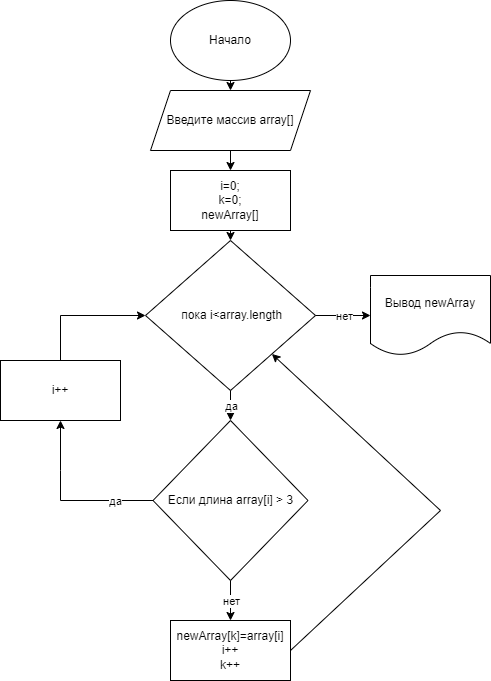 Начало
Введите массив array[]
i=0;
k=0;
newArray[]
пока i<array.length
нет
Вывод newArray
i++
да
Если длина array[i] > 3
да
нет
newArray[k]=array[i]
i++
k++